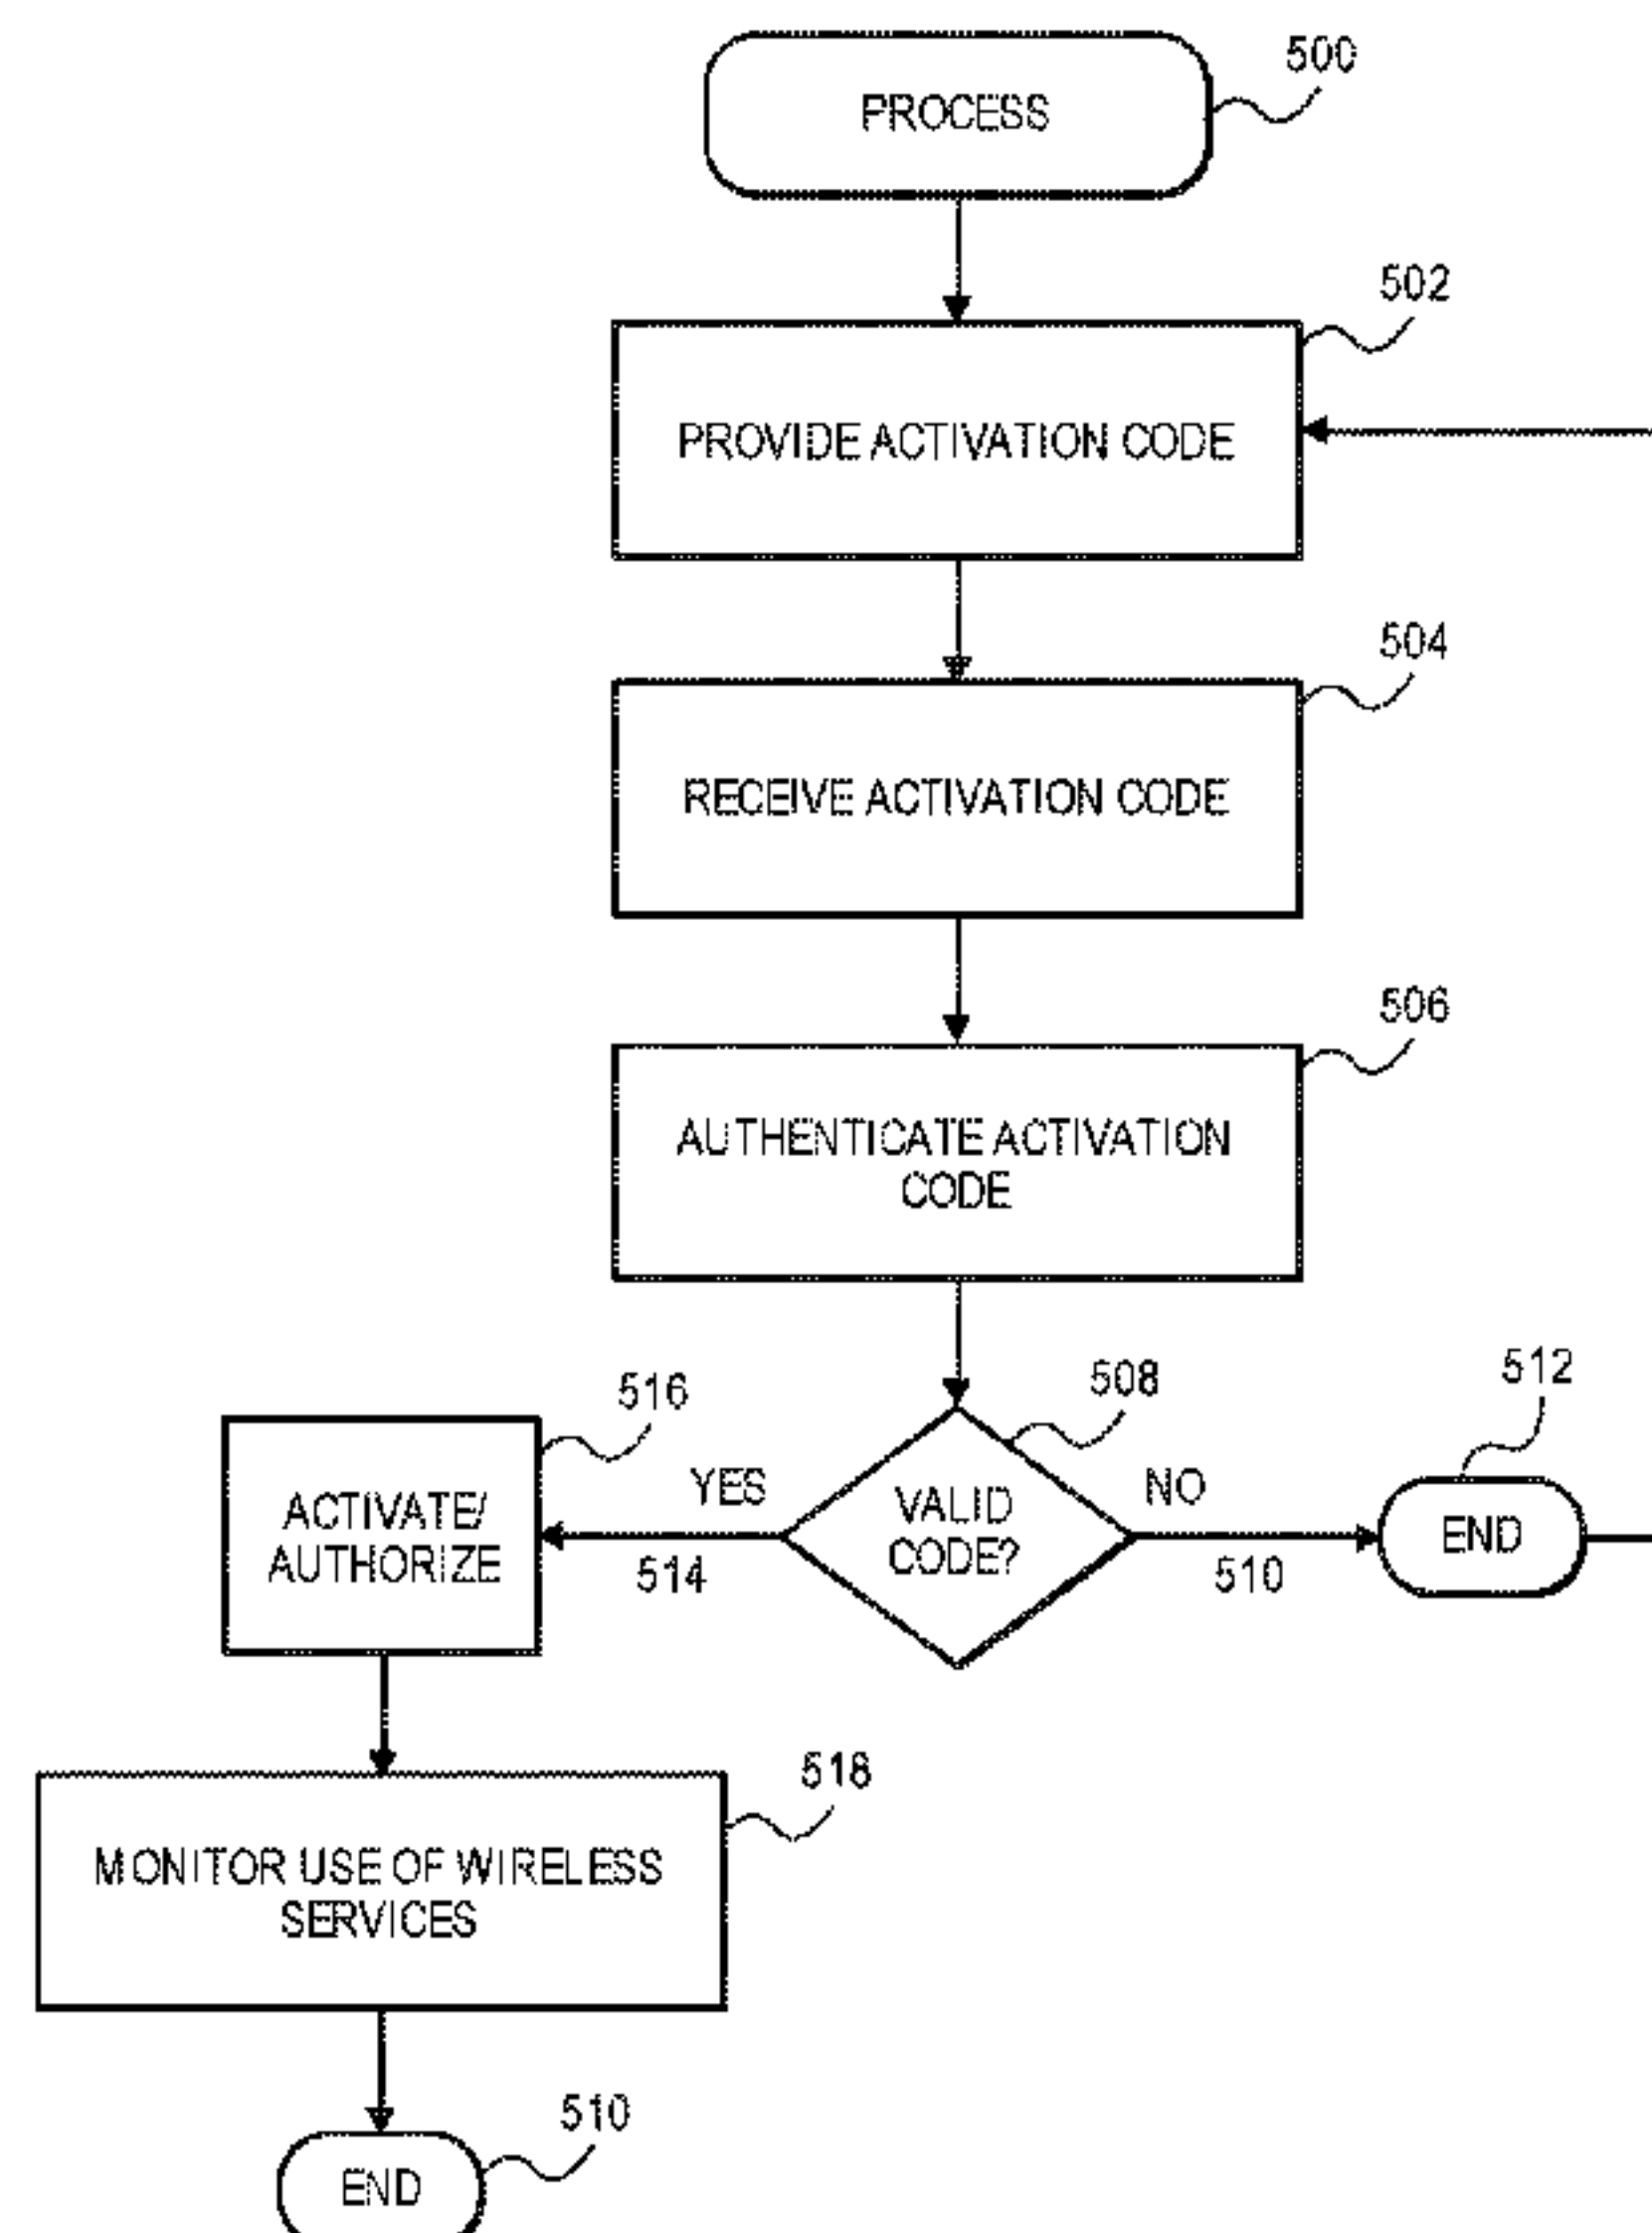 500
PROCESS
502
PROVIDE ACTIVATION CODE
504
RECEIVE ACTIVATION CODE
506
AUTHENTICATE ACTIVATION
CODE
508
512
516
YES
NO
VALID
CODE?
ACTIVATE/
AUTHORIZE
END
514
510
518
MONITOR USE OF WIRELESS
SERVICES
510
END